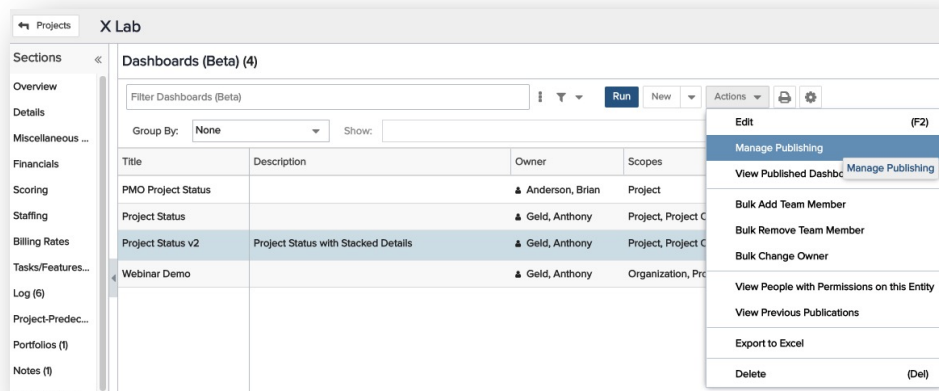 Projects X Lab
Sections «
Overview
Details
Miscellaneous ...
Financials
Scoring
Staffing
Billing Rates
Tasks/Features...
Log (6)
Project-Predec...
Portfolios (1)
Notes (1)
Dashboards (Beta) (4)
Filter Dashboards (Beta) Run New Actions
Group By: None Show:
Title Description Owner Scopes
PMO Project Status Anderson, Brian Project
Project Status Geld, Anthony Project, Project C
Project Status v2 Project Status with Stacked Details Geld, Anthony Project, Project C
Webinar Demo Geld, Anthony Organization, Pro
Edit (F2)
Manage Publishing
View Published Dashbo
Manage Publishing
Bulk Add Team Member
Bulk Remove Team Member
Bulk Change Owner
View People with Permissions on this Entity
View Previous Publications
Export to Excel
Delete (Del)